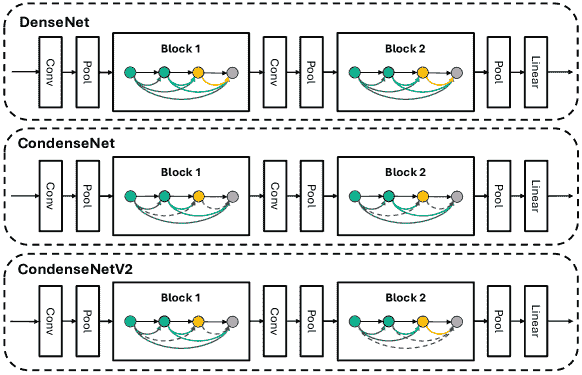 DenseNet
Conv
Pool
Block 1
Conv
Pool
Block 2
Pool
Linear
CondenseNet
Conv
Pool
Block 1
Conv
Pool
Block 2
Pool
Linear
CondenseNetV2
Conv
Pool
Block 1
Conv
Pool
Block 2
Pool
Linear